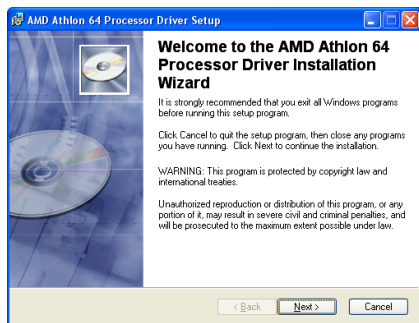 AMD Athlon 64 Processor Driver Setup
Welcome to the AMD Athlon 64
Processor Driver Installation
Wizard
It is strongly recommended that you exit all Windows programs
before running this setup program.
Click Cancel to quit the setup program, then close any programs
you have running. Click Next to continue the installation.
WARNING: This program is protected by copyright law and
international treaties.
Unauthorized reproduction or distribution of this program, or any
portion of it, may result in severe civil and criminal penalties, and
will be prosecuted to the maximum extent possible under law.
< Back Next > Cancel